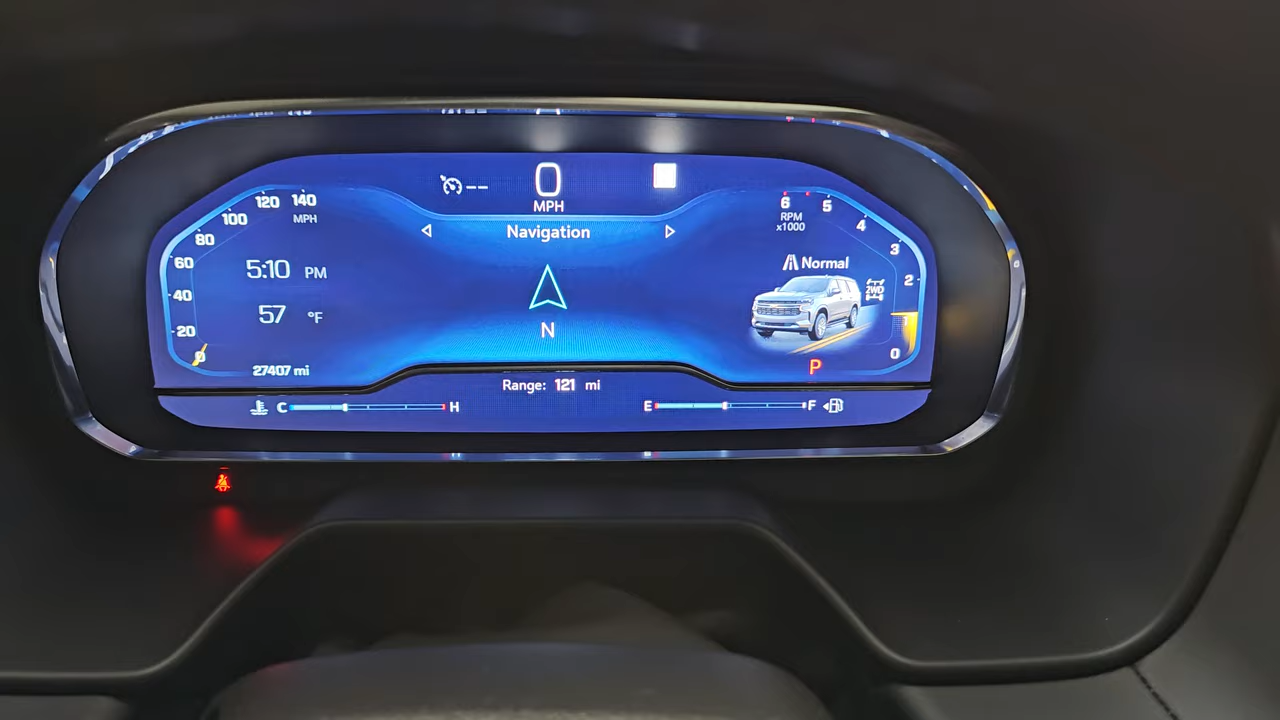 0
MPH
Navigation
N
140
120
100
80
60
40
20
0
MPH
5:10 PM
57 °F
27407 mi
6
5
4
3
2
0
RPM
x1000
Normal
2WD
P
Range: 121 mi
C H
E F